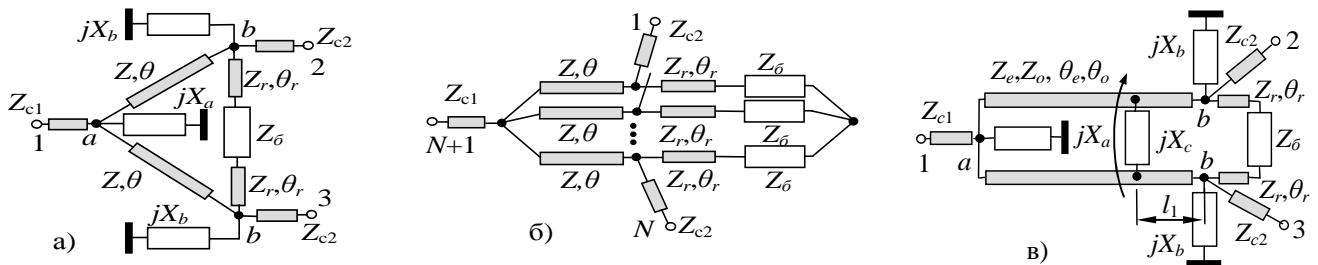 jX_b
b
Z_c2
2
Z,θ
Z_r,θ_r
Z_c1
jX_a
1
a
Z_б
Z,θ
Z_r,θ_r
3
jX_b
b
Z_c2
а)
1
Z_c2
Z,θ
Z_r,θ_r
Z_б
Z_c1
Z,θ
Z_r,θ_r
Z_б
N+1
Z,θ
Z_r,θ_r
Z_б
N
Z_c2
б)
jX_b
Z_c2
2
Z_e,Z_o, θ_e,θ_o
Z_r,θ_r
b
Z_c1
jX_a
jX_c
Z_б
1
a
b
Z_r,θ_r
l_1
jX_b
Z_c2
3
в)